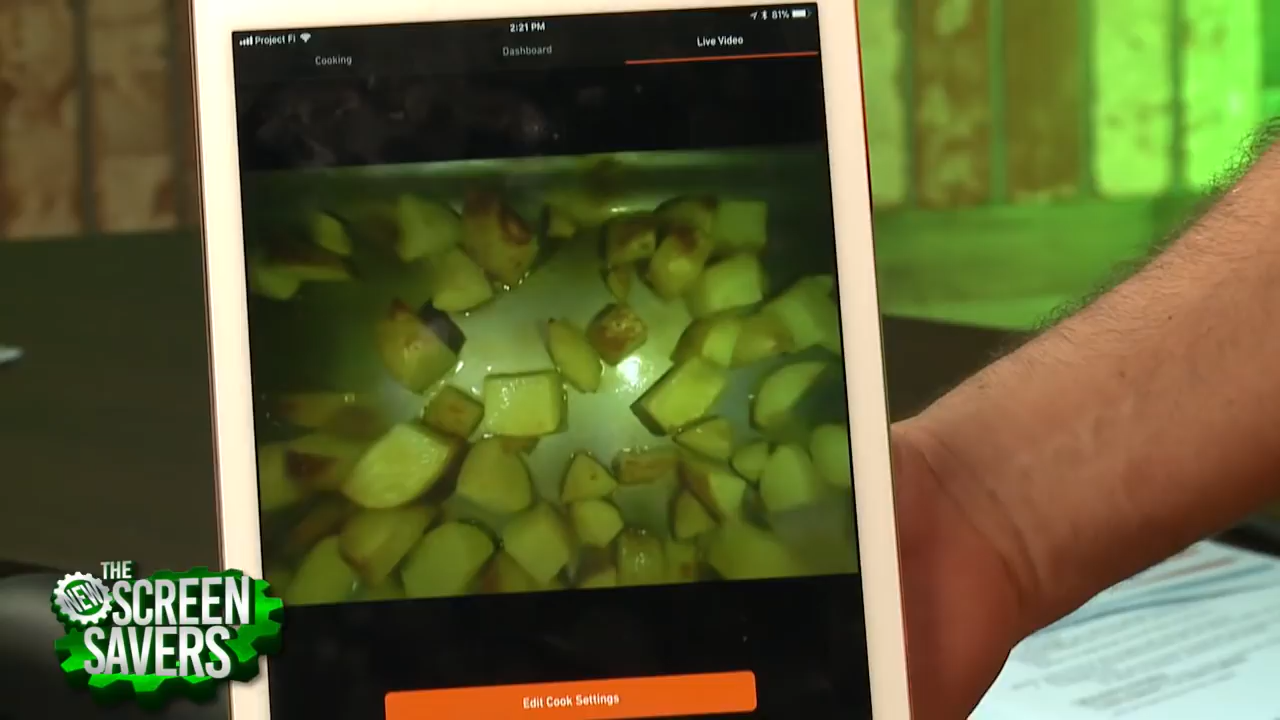 Project Fi
2:21 PM
81%
Cooking
Dashboard
Live Video
Edit Cook Settings
THE
NEW
SCREEN
SAVERS